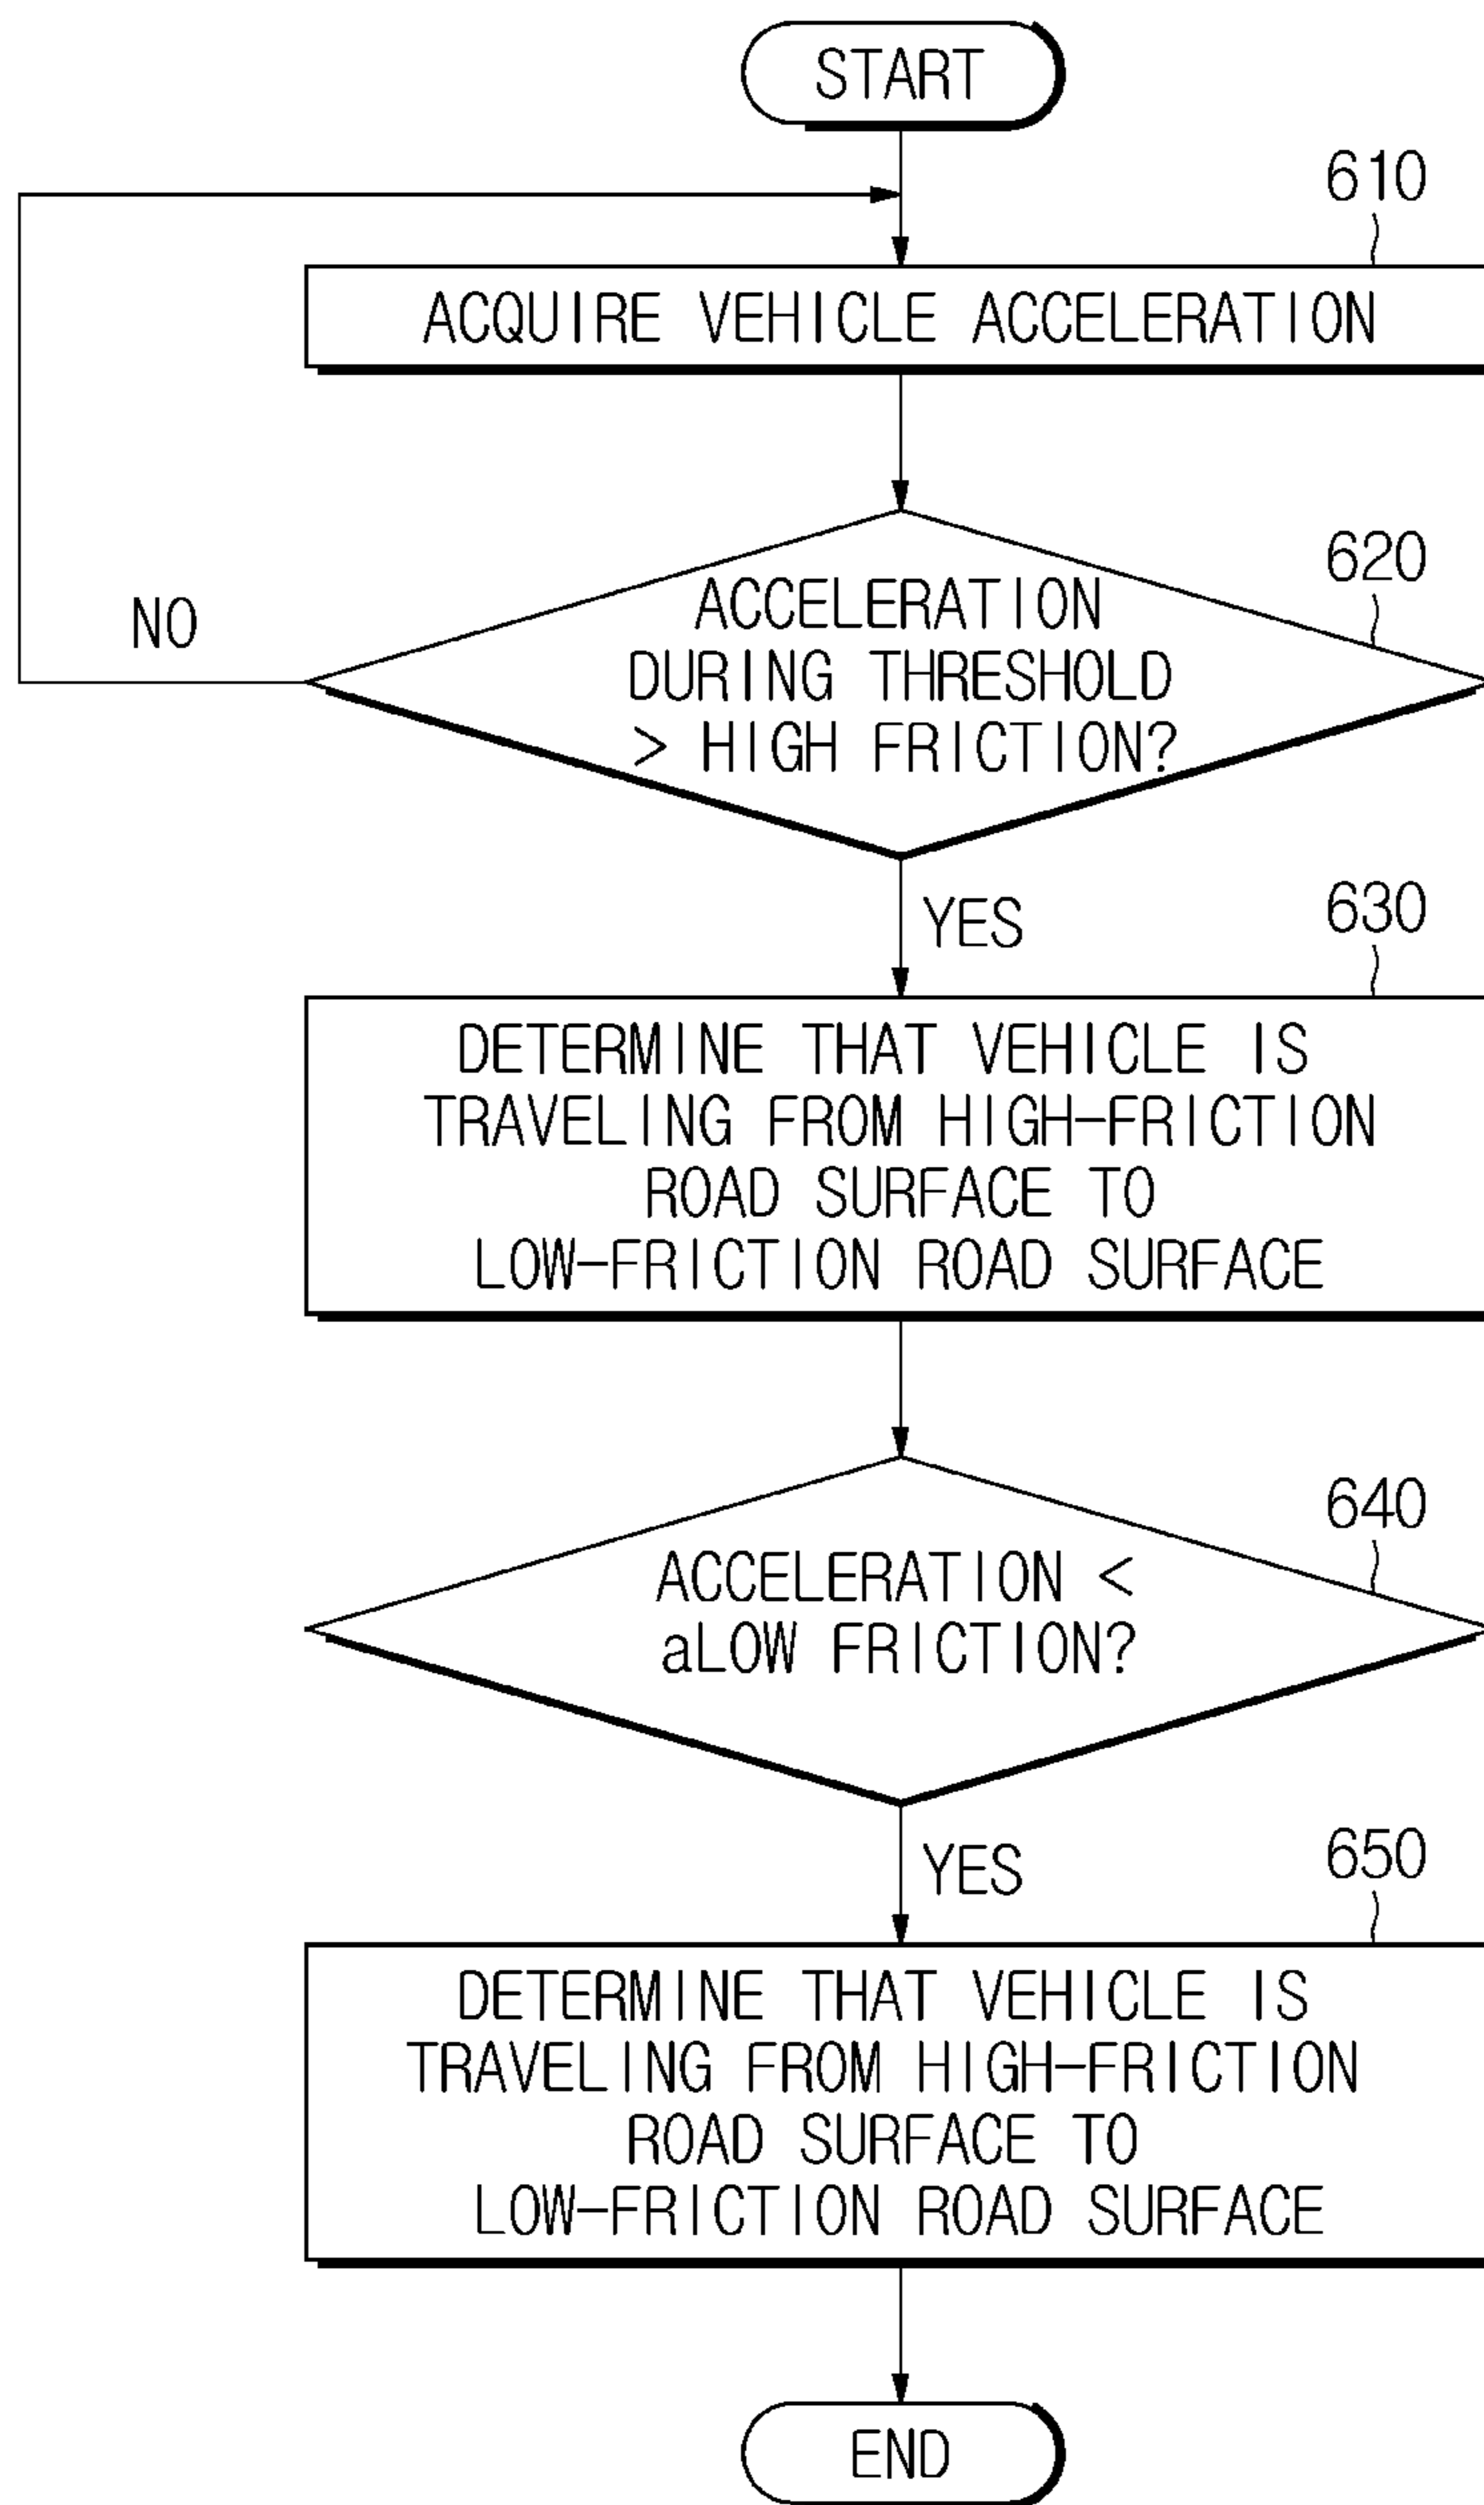 START
610
ACQUIRE VEHICLE ACCELERATION
620
ACCELERATION
DURING THRESHOLD
> HIGH FRICTION?
NO
YES
630
DETERMINE THAT VEHICLE IS
TRAVELING FROM HIGH-FRICTION
ROAD SURFACE TO
LOW-FRICTION ROAD SURFACE
640
ACCELERATION <
aLOW FRICTION?
YES
650
DETERMINE THAT VEHICLE IS
TRAVELING FROM HIGH-FRICTION
ROAD SURFACE TO
LOW-FRICTION ROAD SURFACE
END